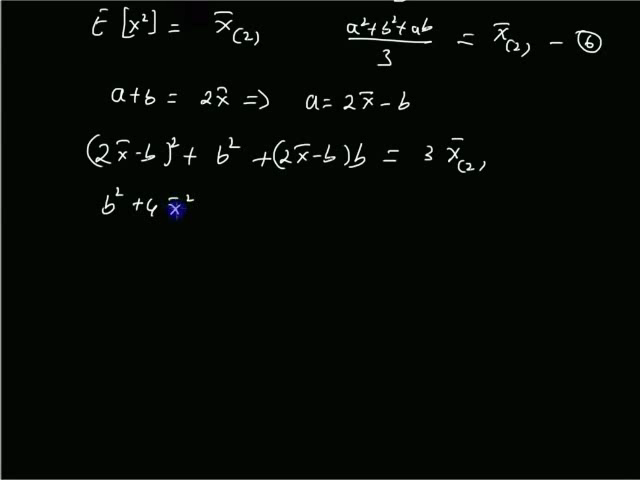 E [x²] = x̄₍₂₎ (a²+b²+ab)/3 = x̄₍₂₎ - ⑥
a+b = 2x̄ => a = 2x̄ - b
(2x̄ - b)² + b² + (2x̄ - b)b = 3 x̄₍₂₎
b² + 4 x̄²